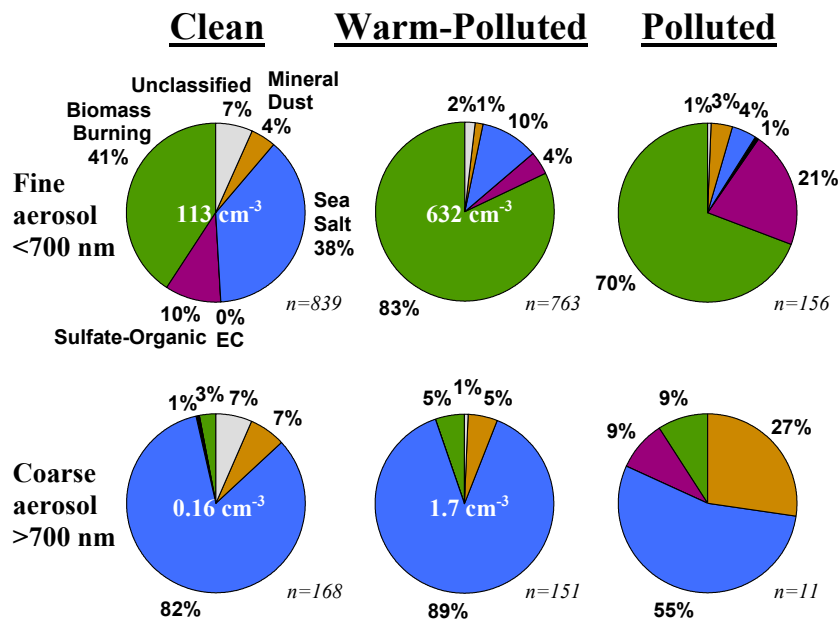 Clean Warm-Polluted Polluted
Unclassified
7%
Mineral
Dust
4%
Biomass
Burning
41%
Fine
aerosol
<700 nm
113 cm-3
Sea
Salt
38%
10%
Sulfate-Organic
0%
EC
n=839
2%
1%
10%
4%
632 cm-3
83%
n=763
1%
3%
4%
1%
21%
70%
n=156
Coarse
aerosol
>700 nm
1%
3%
7%
7%
0.16 cm-3
82%
n=168
5%
1%
5%
1.7 cm-3
89%
n=151
9%
9%
27%
55%
n=11